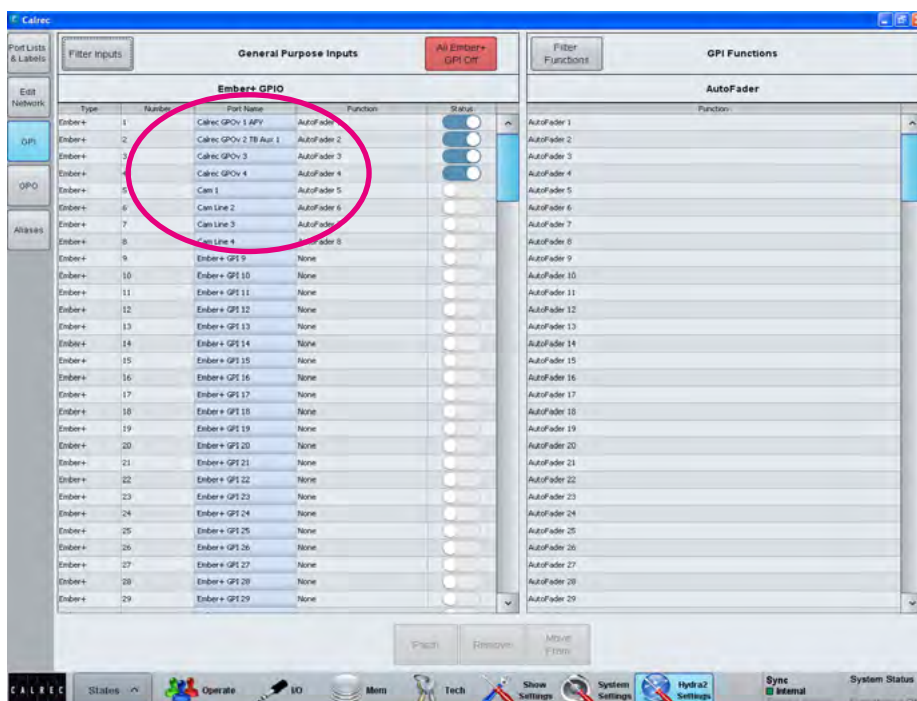 Calrec
Port Lists & Labels
Edit Network
GPI
GPO
Aliases
Filter Inputs
General Purpose Inputs
All Ember+ GPI Off
Ember+ GPIO
Type Number Port Name Function Status
Ember+ 1 Calrec GPOv 1 AFV AutoFader
Ember+ 2 Calrec GPOv 2 TB Aux 1 AutoFader 2
Ember+ 3 Calrec GPOv 3 AutoFader 3
Ember+ Calrec GPOv 4 AutoFader 4
Ember+ 5 Cam 1 AutoFader 5
Ember+ 6 Cam Line 2 AutoFader 6
Ember+ 7 Cam Line 3 AutoFader
Ember+ 8 Cam Line 4 AutoFader 8
Ember+ 9 Ember+ GPI 9 None
Ember+ 10 Ember+ GPI 10 None
Ember+ 11 Ember+ GPI 11 None
Ember+ 12 Ember+ GPI 12 None
Ember+ 13 Ember+ GPI 13 None
Ember+ 14 Ember+ GPI 14 None
Ember+ 15 Ember+ GPI 15 None
Ember+ 16 Ember+ GPI 16 None
Ember+ 17 Ember+ GPI 17 None
Ember+ 18 Ember+ GPI 18 None
Ember+ 19 Ember+ GPI 19 None
Ember+ 20 Ember+ GPI 20 None
Ember+ 21 Ember+ GPI 21 None
Ember+ 22 Ember+ GPI 22 None
Ember+ 23 Ember+ GPI 23 None
Ember+ 24 Ember+ GPI 24 None
Ember+ 25 Ember+ GPI 25 None
Ember+ 26 Ember+ GPI 26 None
Ember+ 27 Ember+ GPI 27 None
Ember+ 28 Ember+ GPI 28 None
Ember+ 29 Ember+ GPI 29 None
Filter Functions
GPI Functions
AutoFader
Function
AutoFader 1
AutoFader 2
AutoFader 3
AutoFader 4
AutoFader 5
AutoFader 6
AutoFader 7
AutoFader 8
AutoFader 9
AutoFader 10
AutoFader 11
AutoFader 12
AutoFader 13
AutoFader 14
AutoFader 15
AutoFader 16
AutoFader 17
AutoFader 18
AutoFader 19
AutoFader 20
AutoFader 21
AutoFader 22
AutoFader 23
AutoFader 24
AutoFader 25
AutoFader 26
AutoFader 27
AutoFader 28
AutoFader 29
Patch
Remove
Move From
CALREC
States
Operate
I/O
Mem
Tech
Show Settings
System Settings
Hydra2 Settings
Sync
Internal
System Status